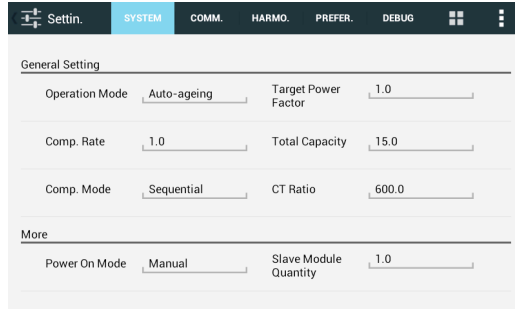 Settin. SYSTEM COMM. HARMO. PREFER. DEBUG
General Setting
Operation Mode Auto-ageing Target Power Factor 1.0
Comp. Rate 1.0 Total Capacity 15.0
Comp. Mode Sequential CT Ratio 600.0
More
Power On Mode Manual Slave Module Quantity 1.0